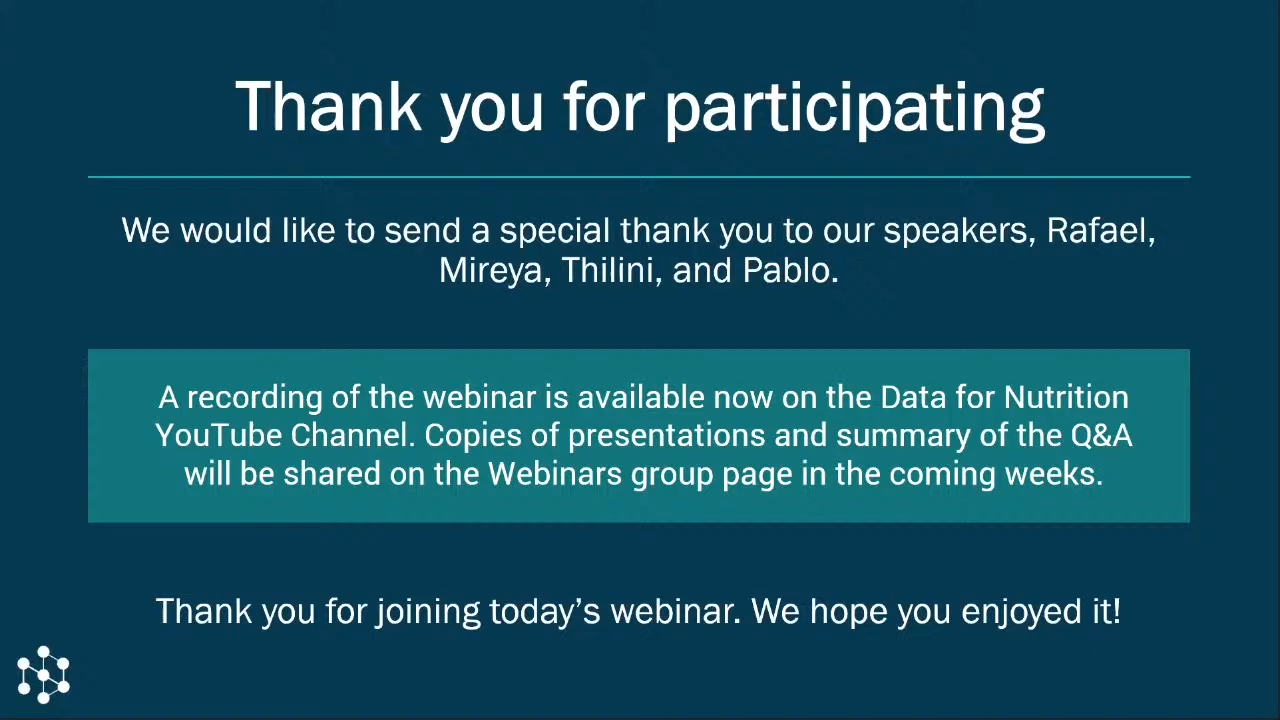 Thank you for participating
We would like to send a special thank you to our speakers, Rafael,
Mireya, Thilini, and Pablo.
A recording of the webinar is available now on the Data for Nutrition
YouTube Channel. Copies of presentations and summary of the Q&A
will be shared on the Webinars group page in the coming weeks.
Thank you for joining today’s webinar. We hope you enjoyed it!